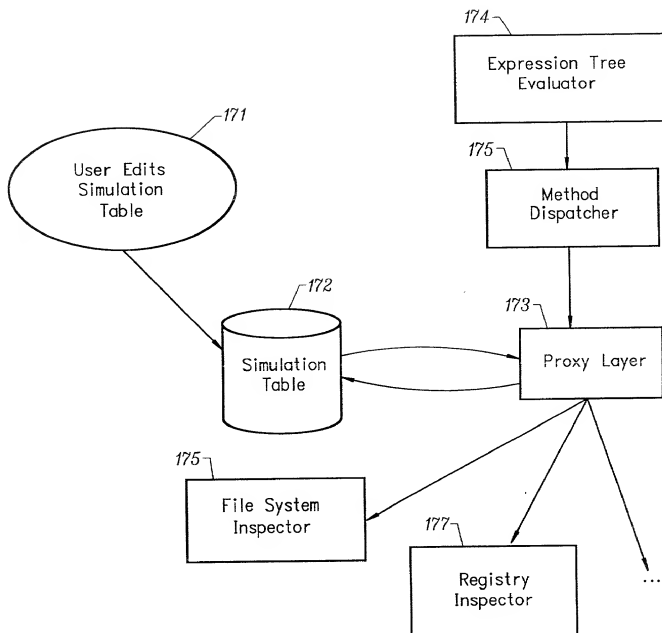 174
Expression Tree
Evaluator
171
User Edits
Simulation
Table
175
Method
Dispatcher
172
Simulation
Table
173
Proxy Layer
175
File System
Inspector
177
Registry
Inspector
...